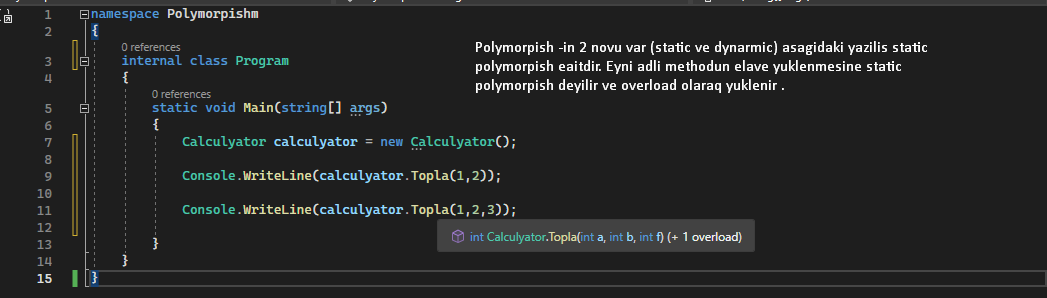 1 namespace Polymorpishm
2 {
0 references
3 internal class Program
4 {
0 references
5 static void Main(string[] args)
6 {
7 Calculyator calculyator = new Calculyator();
8
9 Console.WriteLine(calculyator.Topla(1,2));
10
11 Console.WriteLine(calculyator.Topla(1,2,3));
12
int Calculyator.Topla(int a, int b, int f) (+ 1 overload)
13 }
14 }
15 }
Polymorpish -in 2 novu var (static ve dynarmic) asagidaki yazilis static
polymorpish eaitdir. Eyni adli methodun elave yuklenmesine static
polymorpish deyilir ve overload olaraq yuklenir .